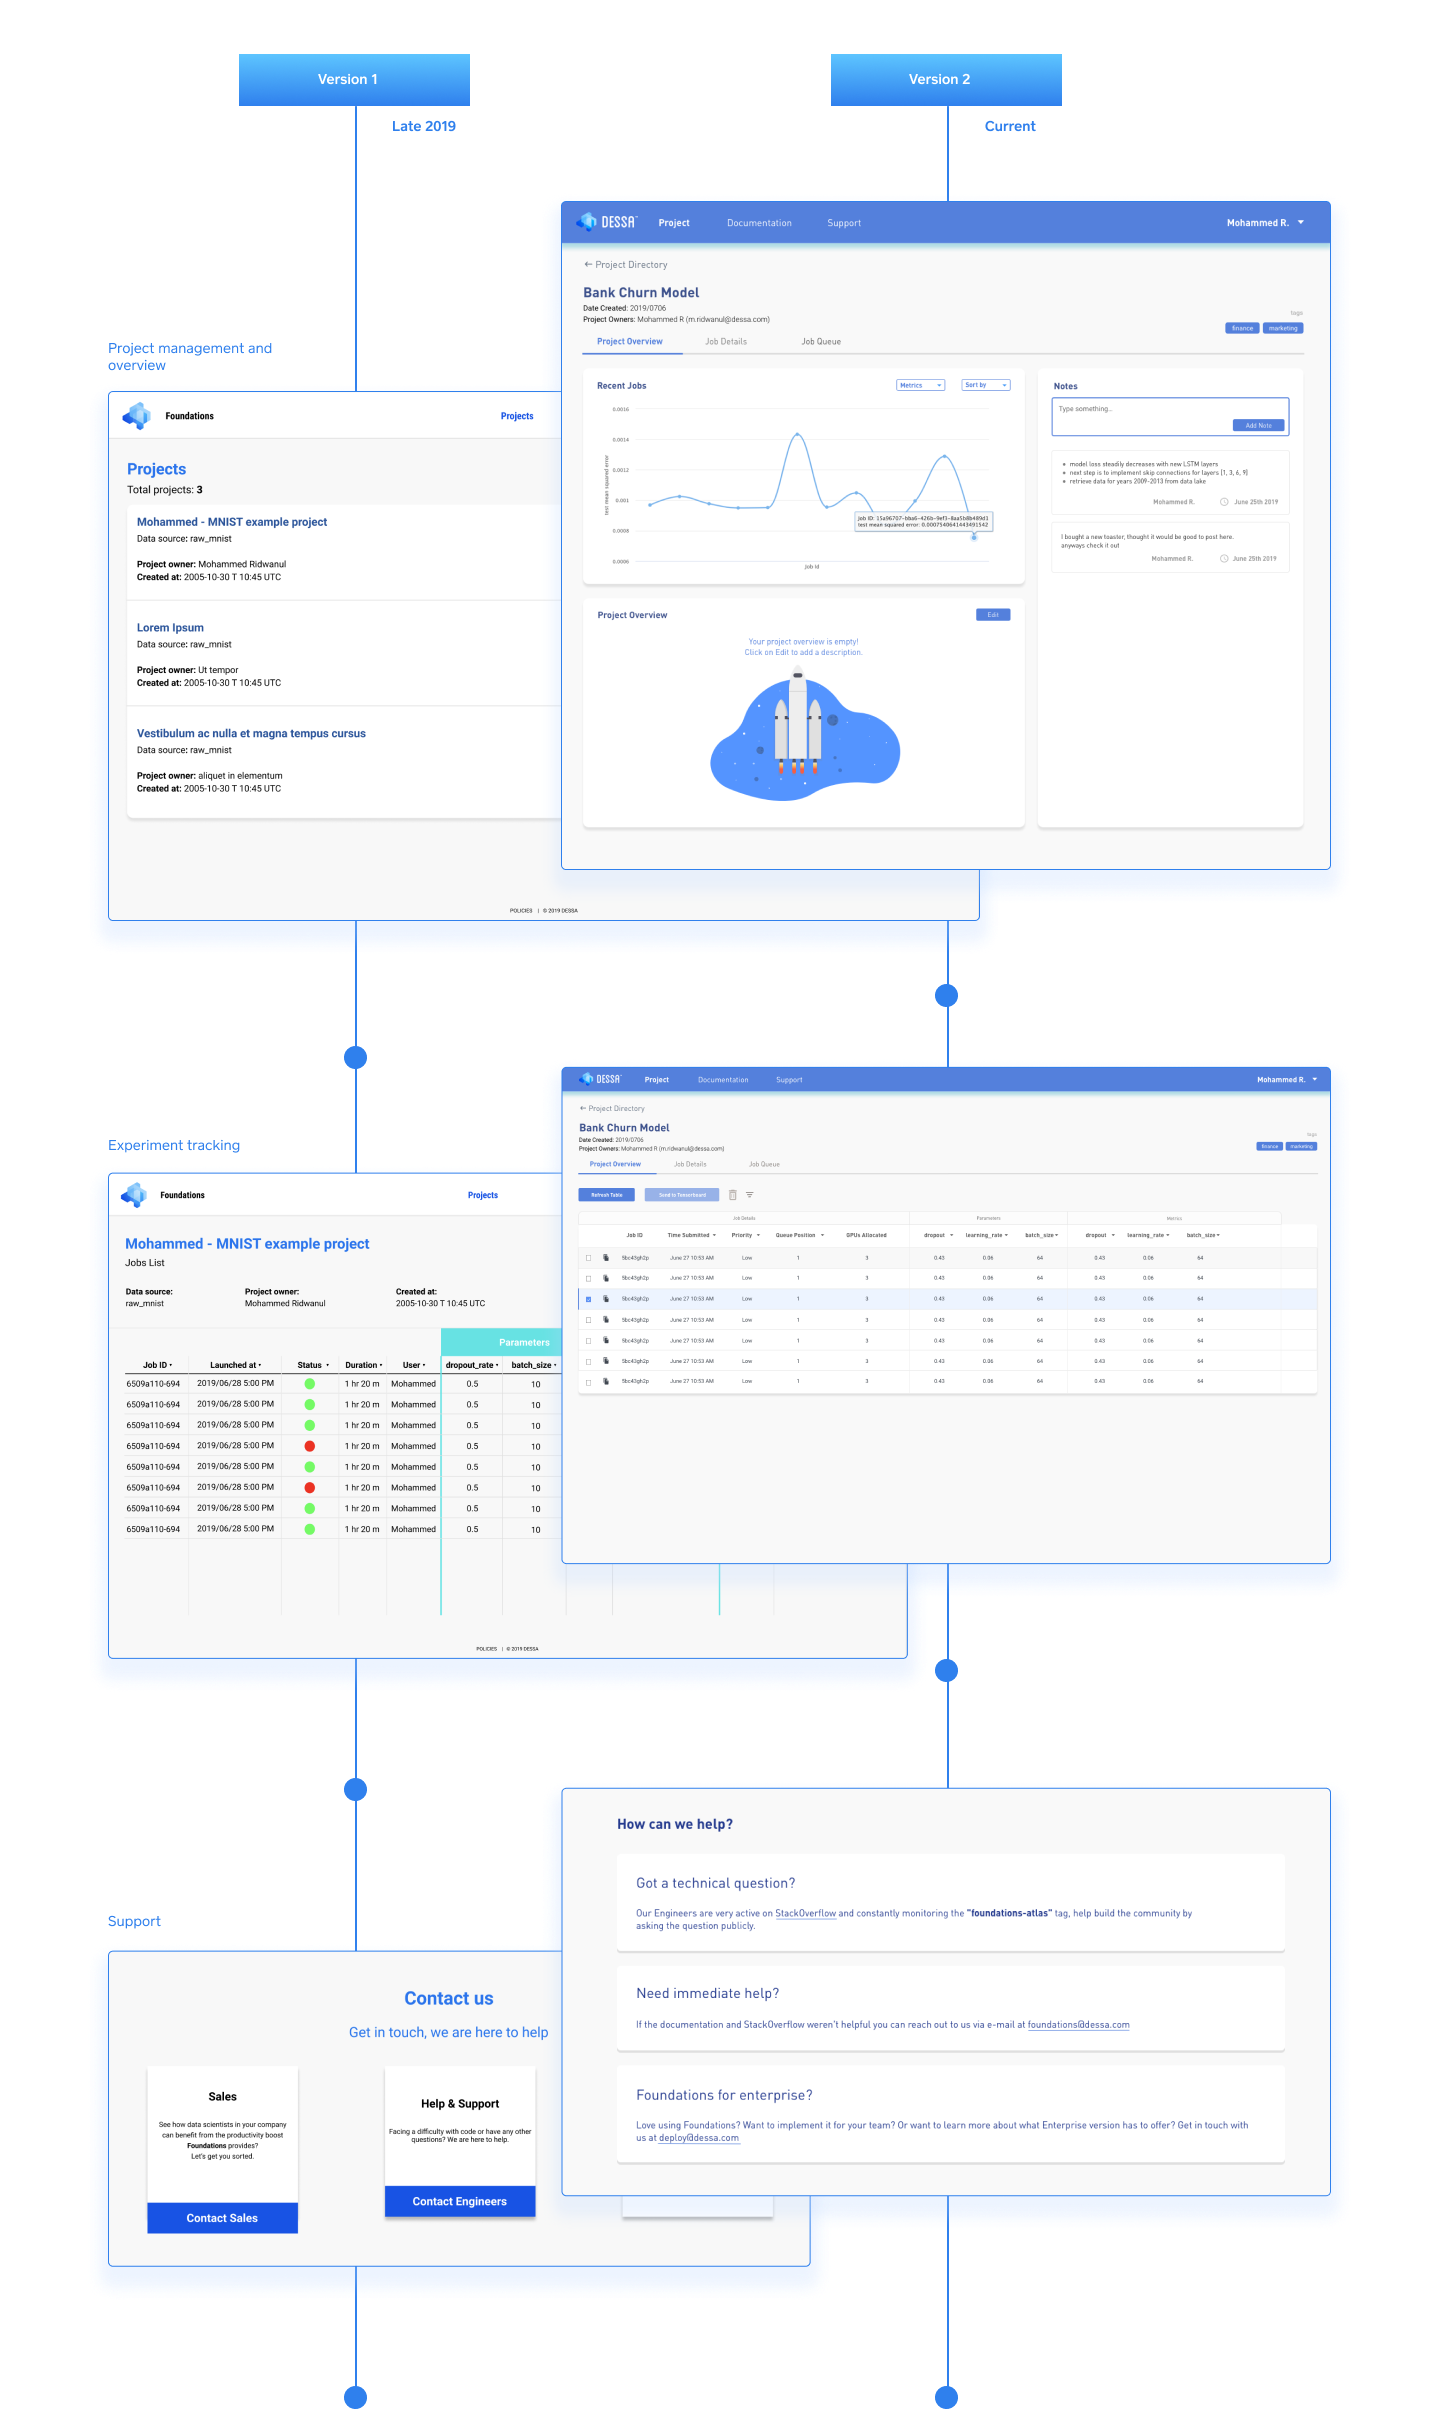 Version 1
Late 2019
Version 2
Current
Project management and
overview
Foundations
Projects
Projects
Total projects: 3
Mohammed - MNIST example project
Data source: raw_mnist
Project owner: Mohammed Ridwanul
Created at: 2005-10-30 T 10:45 UTC
Lorem Ipsum
Data source: raw_mnist
Project owner: Ut tempor
Created at: 2005-10-30 T 10:45 UTC
Vestibulum ac nulla et magna tempus cursus
Data source: raw_mnist
Project owner: aliquet in elementum
Created at: 2005-10-30 T 10:45 UTC
POLICIES | © 2019 DESSA
DESSA Project Documentation Support Mohammed R.
← Project Directory
Bank Churn Model
Date Created: 2019/0706
Project Owners: Mohammed R (m.ridwanul@dessa.com)
tags
finance marketing
Project Overview Job Details Job Queue
Recent Jobs Metrics Sort by
0.0016
0.0014
0.0012
0.001
0.0008
0.0006
test mean squared error
Job ID: 15a96707-bba6-426b-9ef3-8aa5b8b489d1
test mean squared error: 0.0007540641443491542
Job Id
Notes
Type something...
Add Note
• model loss steadily decreases with new LSTM layers
• next step is to implement skip connections for layers [1, 3, 6, 9]
• retrieve data for years 2009-2013 from data lake
Mohammed R. June 25th 2019
I bought a new toaster, thought it would be good to post here.
anyways check it out
Mohammed R. June 25th 2019
Project Overview Edit
Your project overview is empty!
Click on Edit to add a description.
Experiment tracking
Foundations
Projects
Mohammed - MNIST example project
Jobs List
Data source: Project owner: Created at:
raw_mnist Mohammed Ridwanul 2005-10-30 T 10:45 UTC
Parameters
Job ID Launched at Status Duration User dropout_rate batch_size
6509a110-694 2019/06/28 5:00 PM 1 hr 20 m Mohammed 0.5 10
6509a110-694 2019/06/28 5:00 PM 1 hr 20 m Mohammed 0.5 10
6509a110-694 2019/06/28 5:00 PM 1 hr 20 m Mohammed 0.5 10
6509a110-694 2019/06/28 5:00 PM 1 hr 20 m Mohammed 0.5 10
6509a110-694 2019/06/28 5:00 PM 1 hr 20 m Mohammed 0.5 10
6509a110-694 2019/06/28 5:00 PM 1 hr 20 m Mohammed 0.5 10
6509a110-694 2019/06/28 5:00 PM 1 hr 20 m Mohammed 0.5 10
6509a110-694 2019/06/28 5:00 PM 1 hr 20 m Mohammed 0.5 10
POLICIES | © 2019 DESSA
DESSA Project Documentation Support Mohammed R.
← Project Directory
Bank Churn Model
Date Created: 2019/0706
Project Owners: Mohammed R (m.ridwanul@dessa.com)
tags
finance marketing
Project Overview Job Details Job Queue
Refresh Table Send to Tensorboard
Job Details Parameters Metrics
Job ID Time Submitted Priority Queue Position GPUs Allocated dropout learning_rate batch_size dropout learning_rate batch_size
5bc43gh2p June 27 10:53 AM Low 1 3 0.43 0.06 64 0.43 0.06 64
5bc43gh2p June 27 10:53 AM Low 1 3 0.43 0.06 64 0.43 0.06 64
5bc43gh2p June 27 10:53 AM Low 1 3 0.43 0.06 64 0.43 0.06 64
5bc43gh2p June 27 10:53 AM Low 1 3 0.43 0.06 64 0.43 0.06 64
5bc43gh2p June 27 10:53 AM Low 1 3 0.43 0.06 64 0.43 0.06 64
5bc43gh2p June 27 10:53 AM Low 1 3 0.43 0.06 64 0.43 0.06 64
5bc43gh2p June 27 10:53 AM Low 1 3 0.43 0.06 64 0.43 0.06 64
Support
Contact us
Get in touch, we are here to help
Sales
See how data scientists in your company
can benefit from the productivity boost
Foundations provides?
Let's get you sorted.
Contact Sales
Help & Support
Facing a difficulty with code or have any other
questions? We are here to help.
Contact Engineers
How can we help?
Got a technical question?
Our Engineers are very active on StackOverflow and constantly monitoring the "foundations-atlas" tag, help build the community by
asking the question publicly.
Need immediate help?
If the documentation and StackOverflow weren't helpful you can reach out to us via e-mail at foundations@dessa.com
Foundations for enterprise?
Love using Foundations? Want to implement it for your team? Or want to learn more about what Enterprise version has to offer? Get in touch with
us at deploy@dessa.com